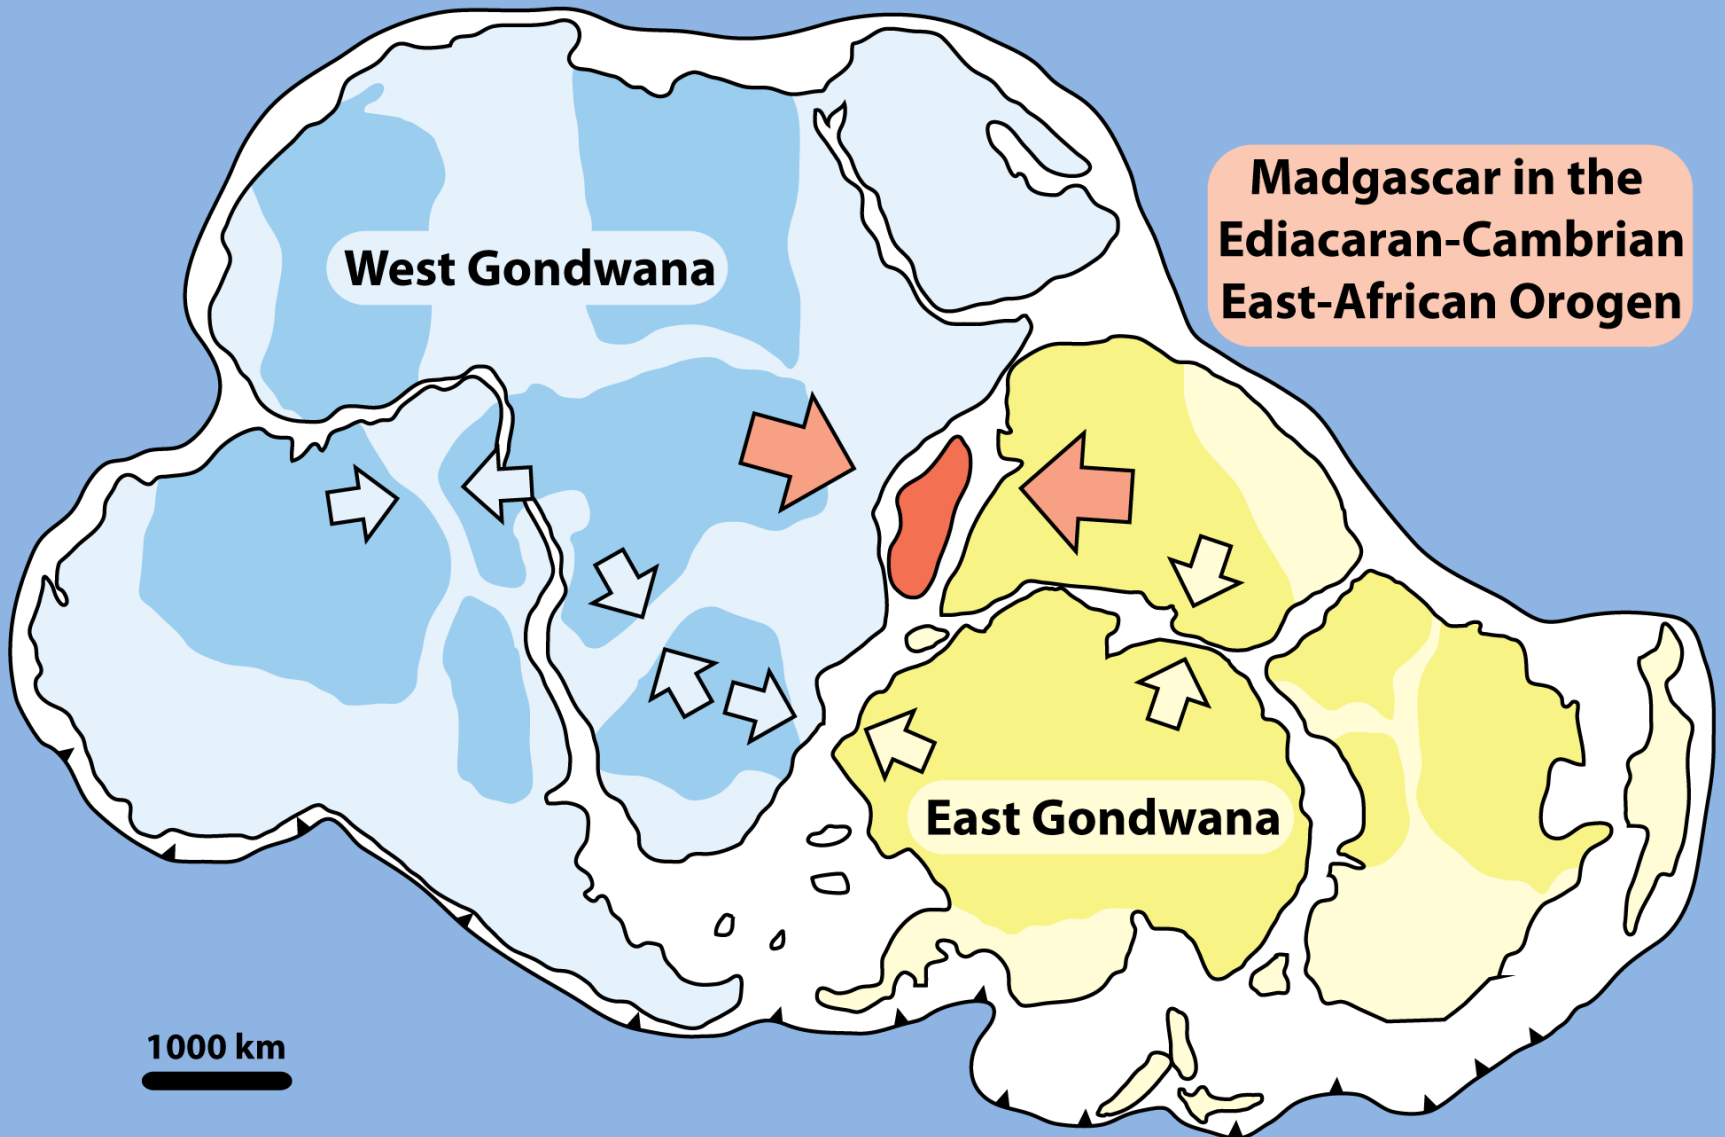 West Gondwana
Madgascar in the
Ediacaran-Cambrian
East-African Orogen
East Gondwana
1000 km